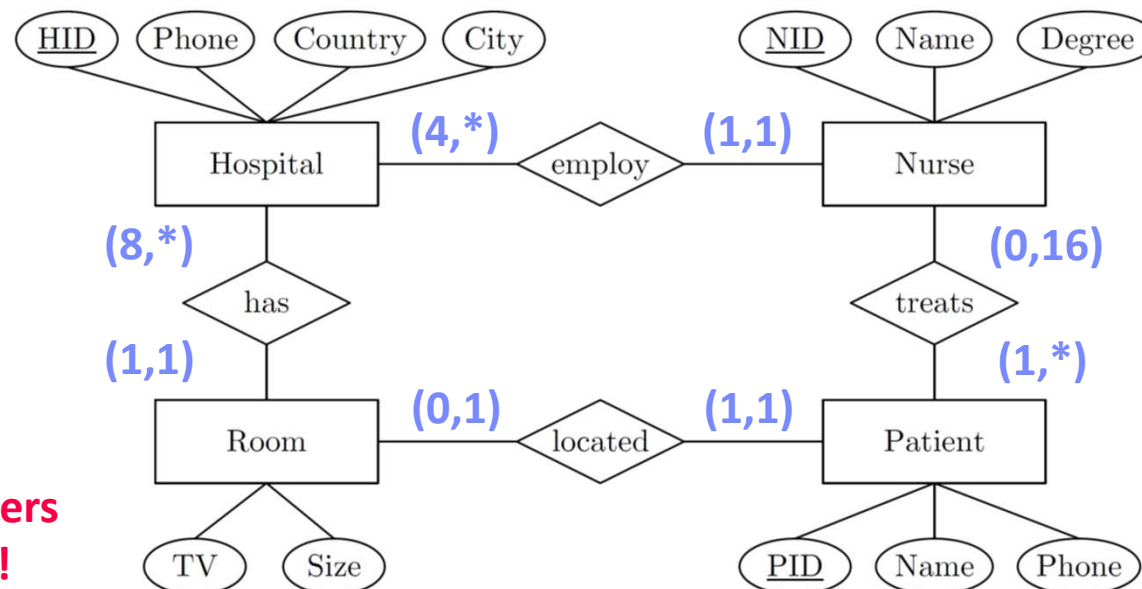 HID Phone Country City NID Name Degree
(4,*) (1,1)
Hospital employ Nurse
(8,*) (0,16)
has treats
(1,1) (1,*)
(0,1) (1,1)
Room located Patient
TV Size PID Name Phone